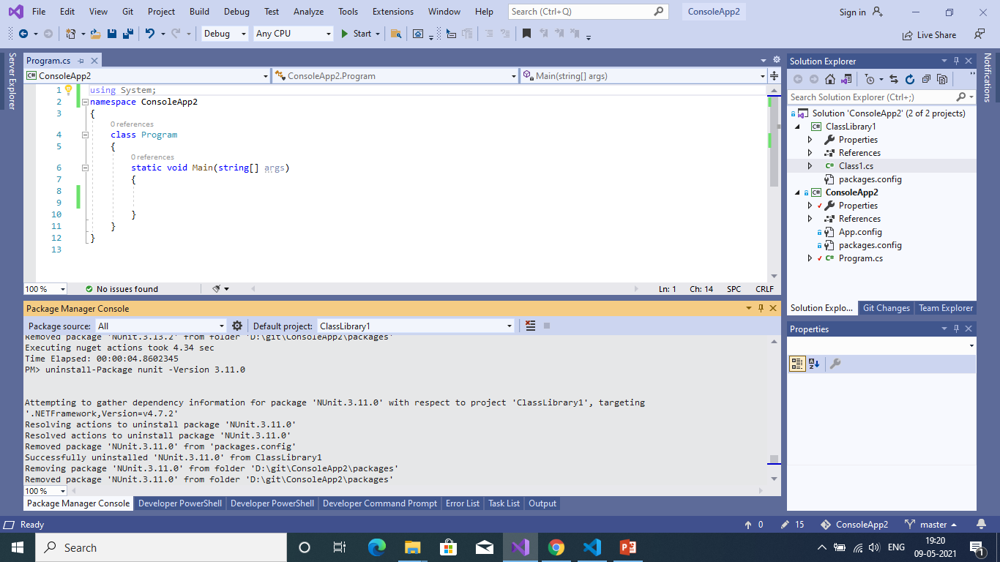 File Edit View Git Project Build Debug Test Analyze Tools Extensions Window Help Search (Ctrl+Q) ConsoleApp2 Sign in
Debug Any CPU Start Live Share
Server Explorer
Program.cs
ConsoleApp2 ConsoleApp2.Program Main(string[] args)
1 using System;
2 namespace ConsoleApp2
3 {
0 references
4 class Program
5 {
0 references
6 static void Main(string[] args)
7 {
8
9
10 }
11 }
12 }
13
100 % No issues found Ln: 1 Ch: 14 SPC CRLF
Package Manager Console
Package source: All Default project: ClassLibrary1
Removed package 'NUnit.3.13.2' from folder 'D:\git\ConsoleApp2\packages'
Executing nuget actions took 4.34 sec
Time Elapsed: 00:00:04.8602345
PM> uninstall-Package nunit -Version 3.11.0
Attempting to gather dependency information for package 'NUnit.3.11.0' with respect to project 'ClassLibrary1', targeting
'.NETFramework,Version=v4.7.2'
Resolving actions to uninstall package 'NUnit.3.11.0'
Resolved actions to uninstall package 'NUnit.3.11.0'
Removed package 'NUnit.3.11.0' from 'packages.config'
Successfully uninstalled 'NUnit.3.11.0' from ClassLibrary1
Removing package 'NUnit.3.11.0' from folder 'D:\git\ConsoleApp2\packages'
Removed package 'NUnit.3.11.0' from folder 'D:\git\ConsoleApp2\packages'
100 %
Package Manager Console Developer PowerShell Developer PowerShell Developer Command Prompt Error List Task List Output
Solution Explorer
Search Solution Explorer (Ctrl+;)
Solution 'ConsoleApp2' (2 of 2 projects)
ClassLibrary1
Properties
References
C# Class1.cs
packages.config
ConsoleApp2
Properties
References
App.config
packages.config
C# Program.cs
Solution Explo... Git Changes Team Explorer
Properties
Notifications
Ready 0 15 ConsoleApp2 master
Search ENG 19:20
09-05-2021 1